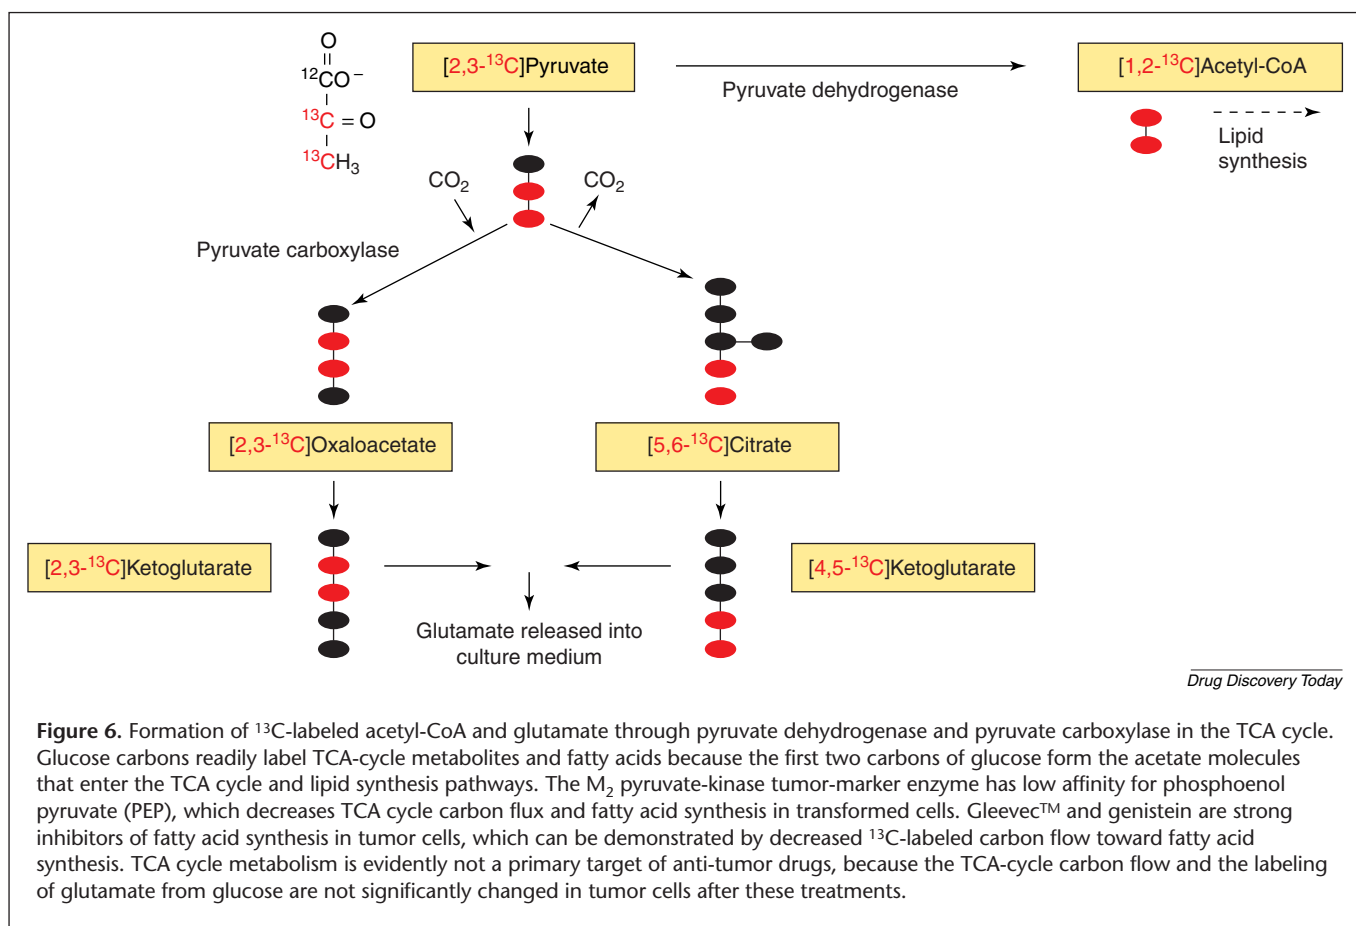 O
[2,3-¹³C]Pyruvate
[1,2-¹³C]Acetyl-CoA
¹²CO⁻
Pyruvate dehydrogenase
¹³C = O
Lipid
synthesis
¹³CH₃
CO₂
CO₂
Pyruvate carboxylase
[2,3-¹³C]Oxaloacetate
[5,6-¹³C]Citrate
[2,3-¹³C]Ketoglutarate
[4,5-¹³C]Ketoglutarate
Glutamate released into
culture medium
Drug Discovery Today
Figure 6. Formation of ¹³C-labeled acetyl-CoA and glutamate through pyruvate dehydrogenase and pyruvate carboxylase in the TCA cycle.
Glucose carbons readily label TCA-cycle metabolites and fatty acids because the first two carbons of glucose form the acetate molecules
that enter the TCA cycle and lipid synthesis pathways. The M₂ pyruvate-kinase tumor-marker enzyme has low affinity for phosphoenol
pyruvate (PEP), which decreases TCA cycle carbon flux and fatty acid synthesis in transformed cells. Gleevec™ and genistein are strong
inhibitors of fatty acid synthesis in tumor cells, which can be demonstrated by decreased ¹³C-labeled carbon flow toward fatty acid
synthesis. TCA cycle metabolism is evidently not a primary target of anti-tumor drugs, because the TCA-cycle carbon flow and the labeling
of glutamate from glucose are not significantly changed in tumor cells after these treatments.